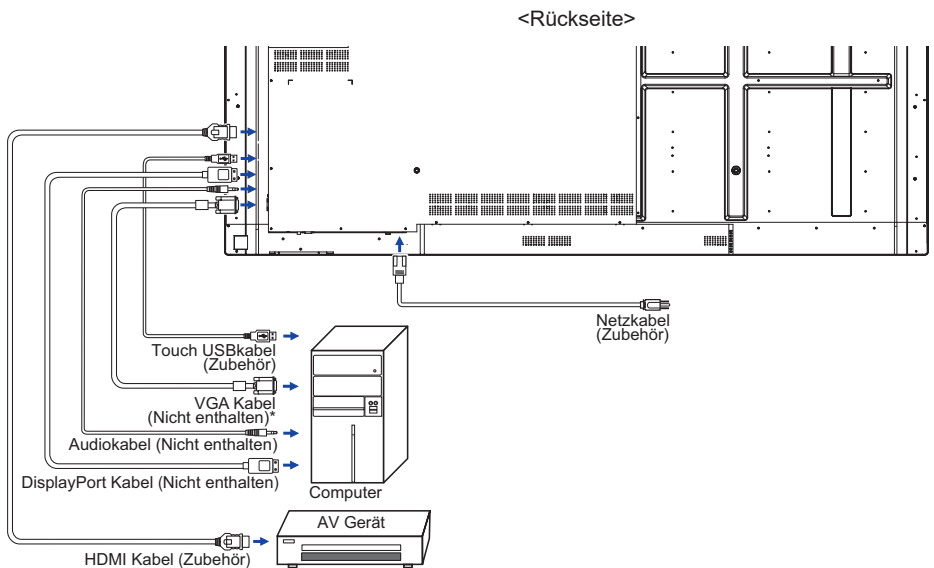 <Rückseite>
Netzkabel
(Zubehör)
Touch USBkabel
(Zubehör)
VGA Kabel
(Nicht enthalten)*
Audiokabel (Nicht enthalten)
DisplayPort Kabel (Nicht enthalten)
Computer
AV Gerät
HDMI Kabel (Zubehör)